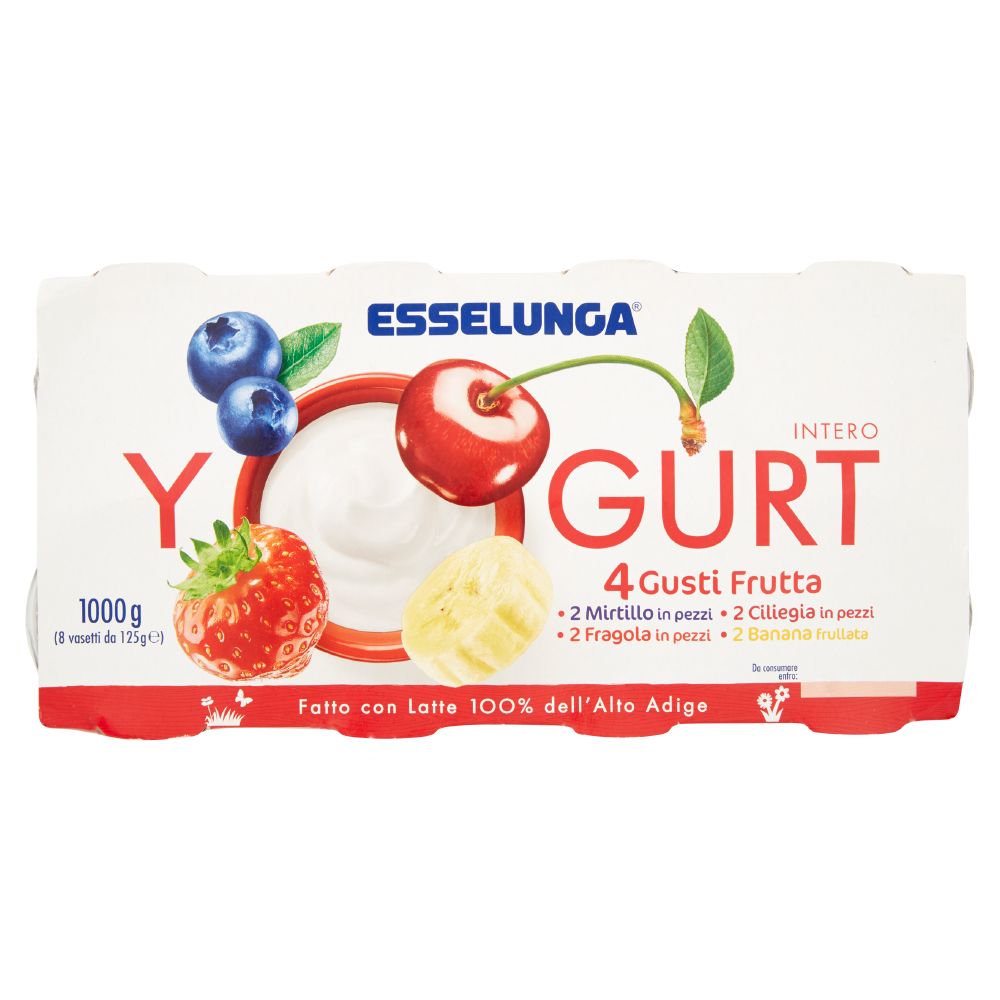 ESSELUNGA®
INTERO
YOGURT
4 Gusti Frutta
• 2 Mirtillo in pezzi • 2 Ciliegia in pezzi
• 2 Fragola in pezzi • 2 Banana frullata
1000 g
(8 vasetti da 125g ℮)
Da consumare
entro:
Fatto con Latte 100% dell'Alto Adige